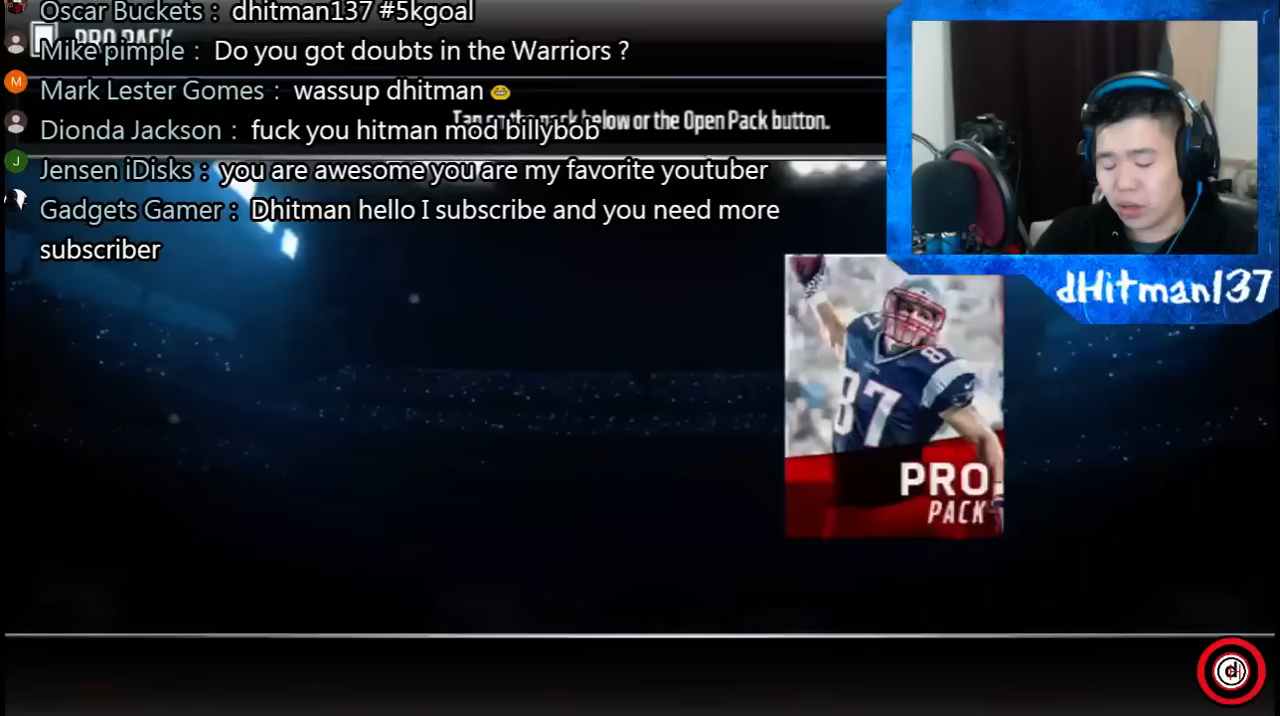 Oscar Buckets : dhitman137 #5kgoal
PRO PACK
Mike pimple : Do you got doubts in the Warriors ?
Mark Lester Gomes : wassup dhitman
Tap on the pack below or the Open Pack button.
Dionda Jackson : fuck you hitman mod billybob
Jensen iDisks : you are awesome you are my favorite youtuber
Gadgets Gamer : Dhitman hello I subscribe and you need more
subscriber
dHitman137
87
87
PRO
PACK
M
J
d